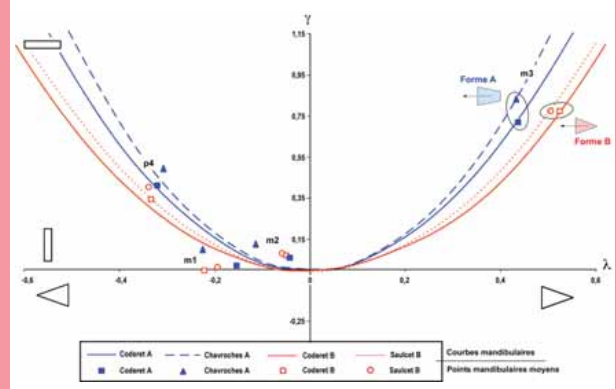 γ
1,15
0,95
0,75
0,55
0,35
0,15
-0,25
-0,6
-0,4
-0,2
0
0,2
0,4
0,6
λ
m3
Forme A
Forme B
p4
m2
m1
Coderet A
Chavroches A
Coderet B
Saulcet B
Courbes mandibulaires
Coderet A
Chavroches A
Coderet B
Saulcet B
Points mandibulaires moyens